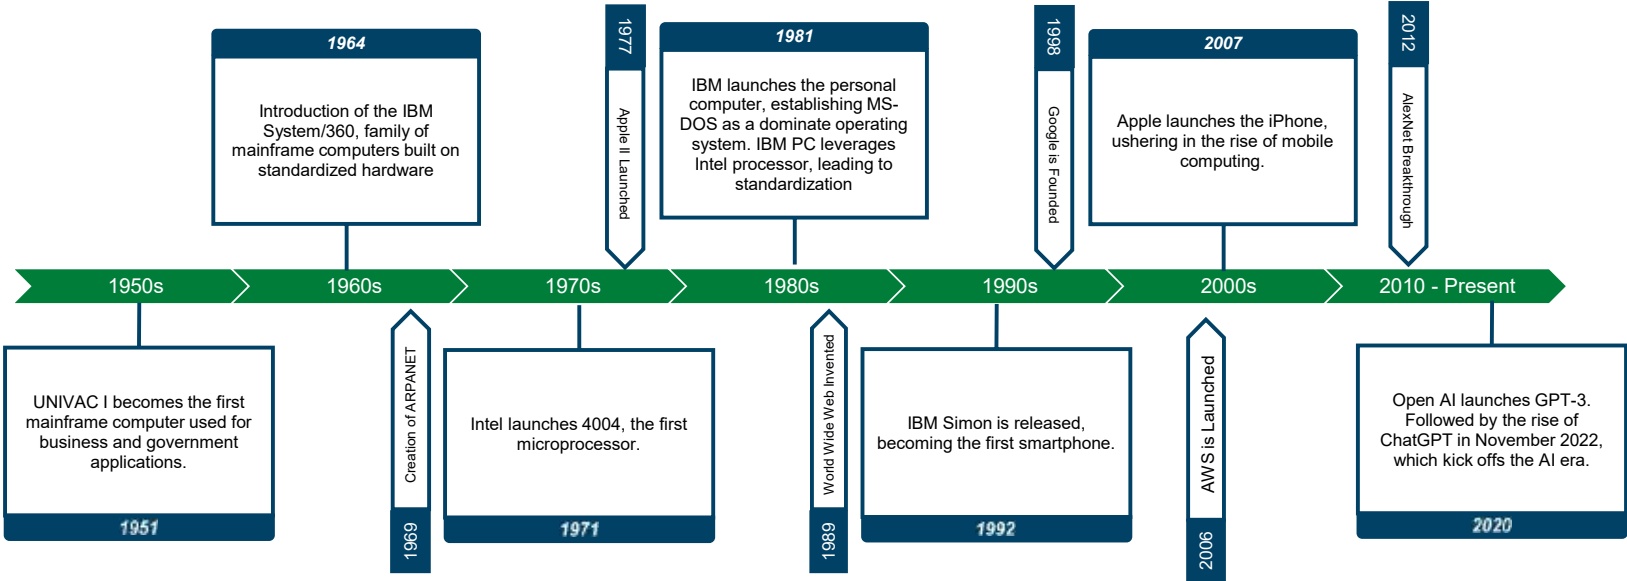 1964
Introduction of the IBM
System/360, family of
mainframe computers built on
standardized hardware
1977
Apple II Launched
1981
IBM launches the personal
computer, establishing MS-
DOS as a dominate operating
system. IBM PC leverages
Intel processor, leading to
standardization
1998
Google is Founded
2007
Apple launches the iPhone,
ushering in the rise of mobile
computing.
2012
AlexNet Breakthrough
1950s
1960s
1970s
1980s
1990s
2000s
2010 - Present
UNIVAC I becomes the first
mainframe computer used for
business and government
applications.
1951
Creation of ARPANET
1969
Intel launches 4004, the first
microprocessor.
1971
World Wide Web Invented
1989
IBM Simon is released,
becoming the first smartphone.
1992
AWS is Launched
2006
Open AI launches GPT-3.
Followed by the rise of
ChatGPT in November 2022,
which kick offs the AI era.
2020